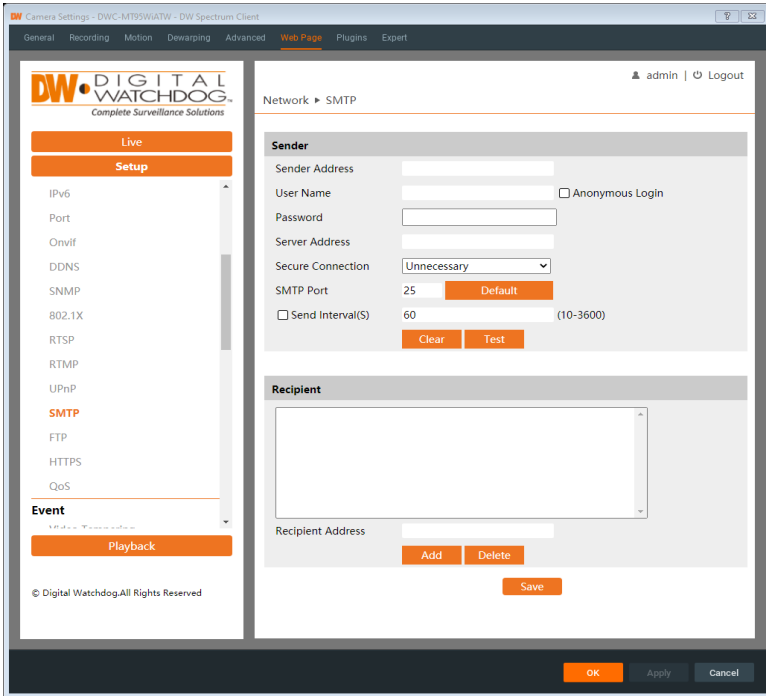 DW Camera Settings - DWC-MT95WiATW - DW Spectrum Client
General Recording Motion Dewarping Advanced Web Page Plugins Expert
DW DIGITAL WATCHDOG
Complete Surveillance Solutions
Live
Setup
IPv6
Port
Onvif
DDNS
SNMP
802.1X
RTSP
RTMP
UPnP
SMTP
FTP
HTTPS
QoS
Event
Video Tampering
Playback
© Digital Watchdog.All Rights Reserved
admin | Logout
Network ▸ SMTP
Sender
Sender Address
User Name Anonymous Login
Password
Server Address
Secure Connection Unnecessary
SMTP Port 25 Default
Send Interval(S) 60 (10-3600)
Clear Test
Recipient
Recipient Address
Add Delete
Save
OK Apply Cancel